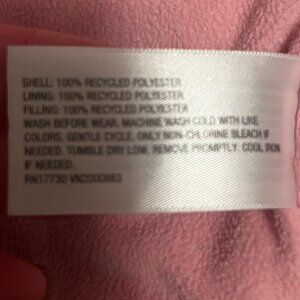 SHELL: 100% RECYCLED POLYESTER
LINING: 100% RECYCLED POLYESTER
FILLING: 100% RECYCLED POLYESTER
WASH BEFORE WEAR. MACHINE WASH COLD WITH LIKE
COLORS. GENTLE CYCLE. ONLY NON-CHLORINE BLEACH IF
NEEDED. TUMBLE DRY LOW. REMOVE PROMPTLY. COOL IRON
IF NEEDED.
RN17730